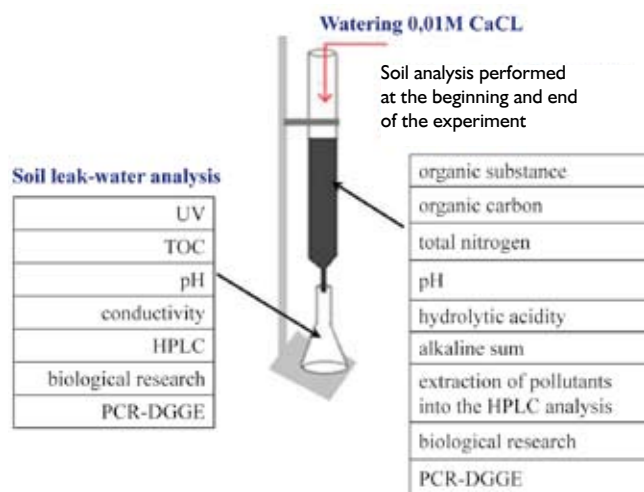 Watering 0,01M CaCL
Soil analysis performed
at the beginning and end
of the experiment
Soil leak-water analysis
UV
TOC
pH
conductivity
HPLC
biological research
PCR-DGGE
organic substance
organic carbon
total nitrogen
pH
hydrolytic acidity
alkaline sum
extraction of pollutants
into the HPLC analysis
biological research
PCR-DGGE